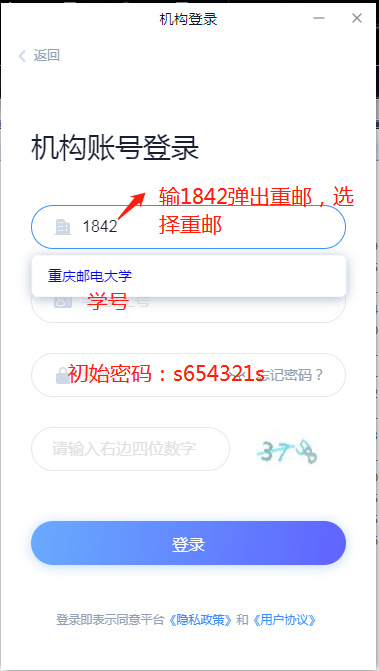 机构登录
返回
机构账号登录
输1842弹出重邮，选
择重邮
1842
重庆邮电大学
学号
初始密码：s654321s
忘记密码？
请输入右边四位数字
378
登录
登录即表示同意平台《隐私政策》和《用户协议》